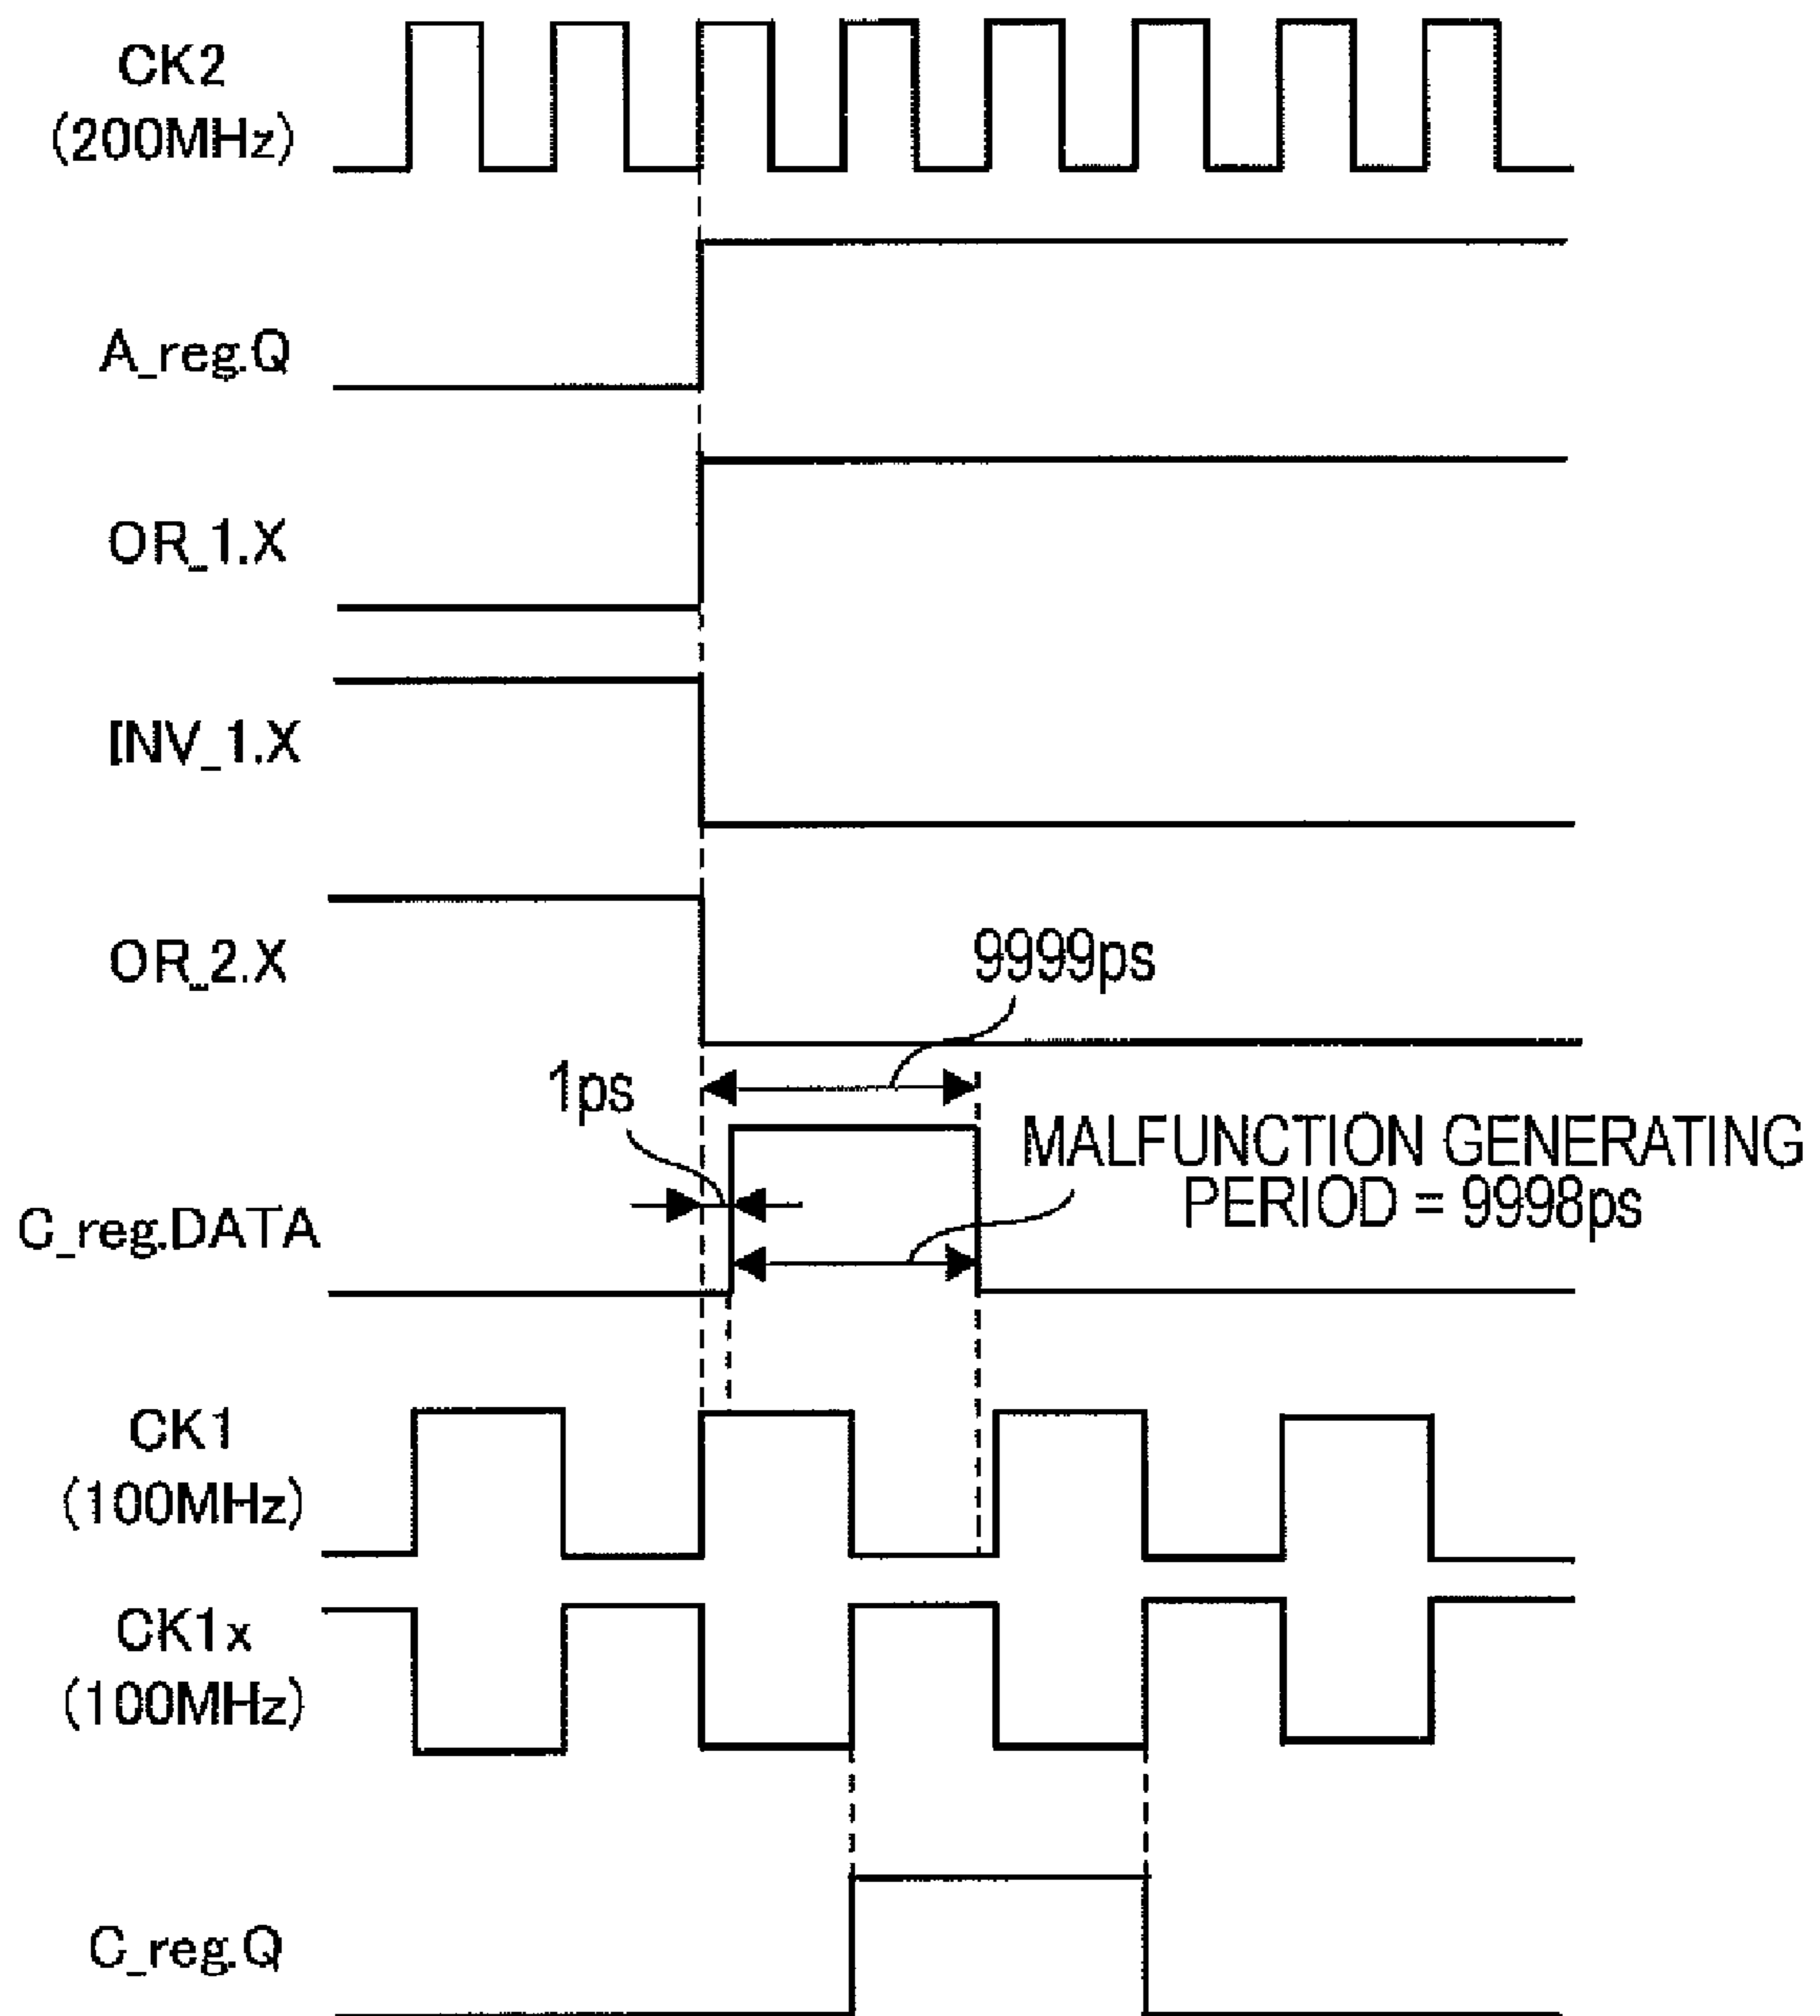 CK2
(200MHz)
A_reg.Q
OR_1.X
INV_1.X
OR_2.X
9999ps
1ps
MALFUNCTION GENERATING
PERIOD = 9998ps
C_reg.DATA
CK1
(100MHz)
CK1x
(100MHz)
C_reg.Q